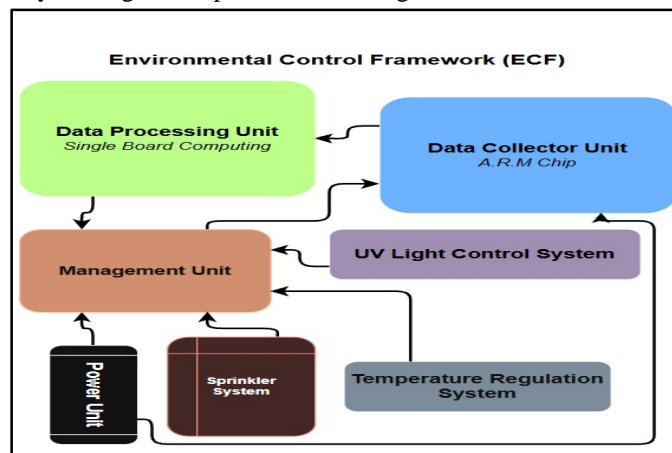 Environmental Control Framework (ECF)
Data Processing Unit
Single Board Computing
Data Collector Unit
A.R.M Chip
Management Unit
UV Light Control System
Power Unit
Sprinkler
System
Temperature Regulation
System